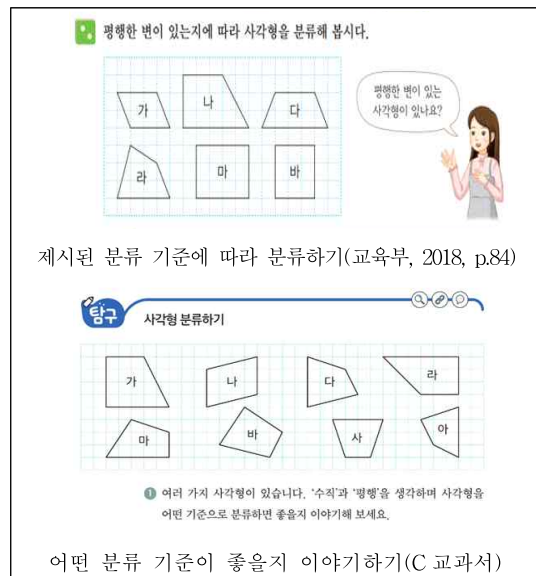 평행한 변이 있는지에 따라 사각형을 분류해 봅시다.
가
나
다
평행한 변이 있는
사각형이 있나요?
라
마
바
제시된 분류 기준에 따라 분류하기(교육부, 2018, p.84)
탐구 사각형 분류하기
가
나
다
라
마
바
사
아
❶ 여러 가지 사각형이 있습니다. '수직'과 '평행'을 생각하며 사각형을
어떤 기준으로 분류하면 좋을지 이야기해 보세요.
어떤 분류 기준이 좋을지 이야기하기(C 교과서)